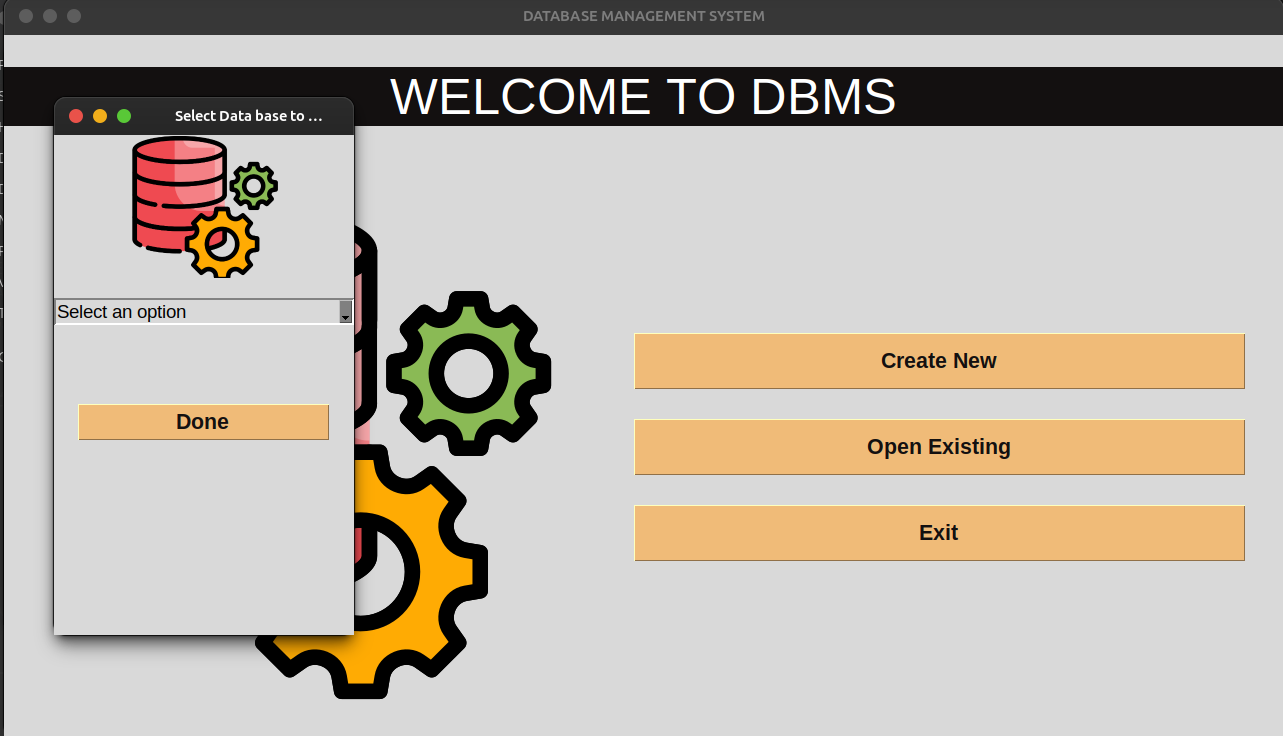 DATABASE MANAGEMENT SYSTEM
WELCOME TO DBMS
Select Data base to ...
Select an option
Done
Create New
Open Existing
Exit